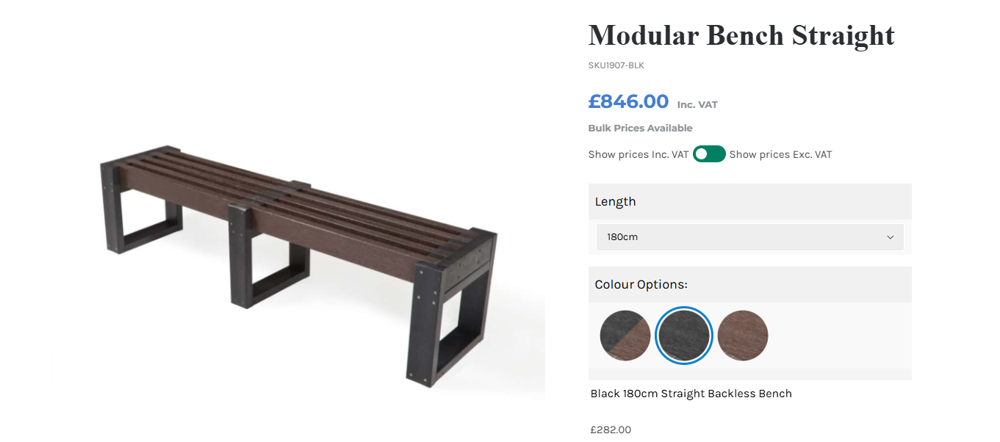 Modular Bench Straight
SKU1907-BLK
£846.00 Inc. VAT
Bulk Prices Available
Show prices Inc. VAT Show prices Exc. VAT
Length
180cm
Colour Options:
Black 180cm Straight Backless Bench
£282.00